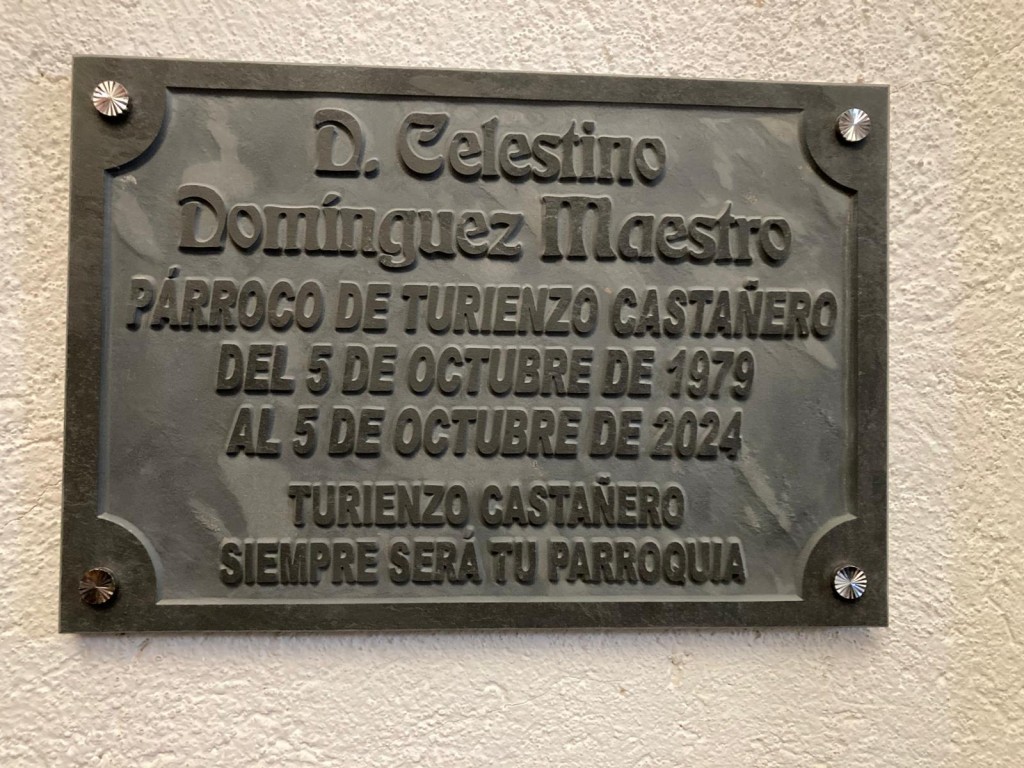 D. Celestino
Domínguez Maestro
PÁRROCO DE TURIENZO CASTAÑERO
DEL 5 DE OCTUBRE DE 1979
AL 5 DE OCTUBRE DE 2024
TURIENZO CASTAÑERO
SIEMPRE SERÁ TU PARROQUIA